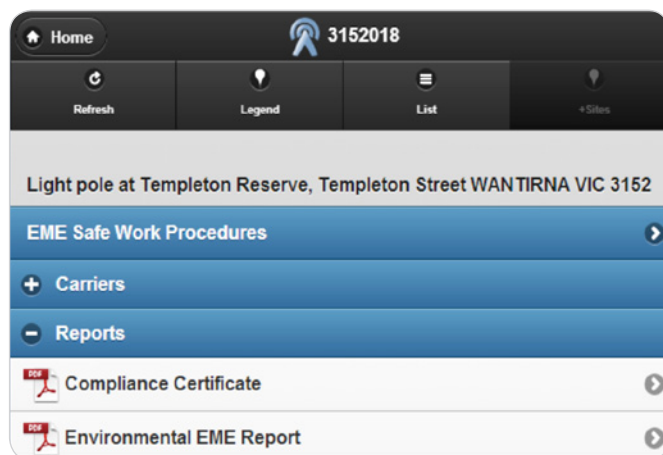 Home
3152018
Refresh
Legend
List
+Sites
Light pole at Templeton Reserve, Templeton Street WANTIRNA VIC 3152
EME Safe Work Procedures
Carriers
Reports
PDF Compliance Certificate
PDF Environmental EME Report